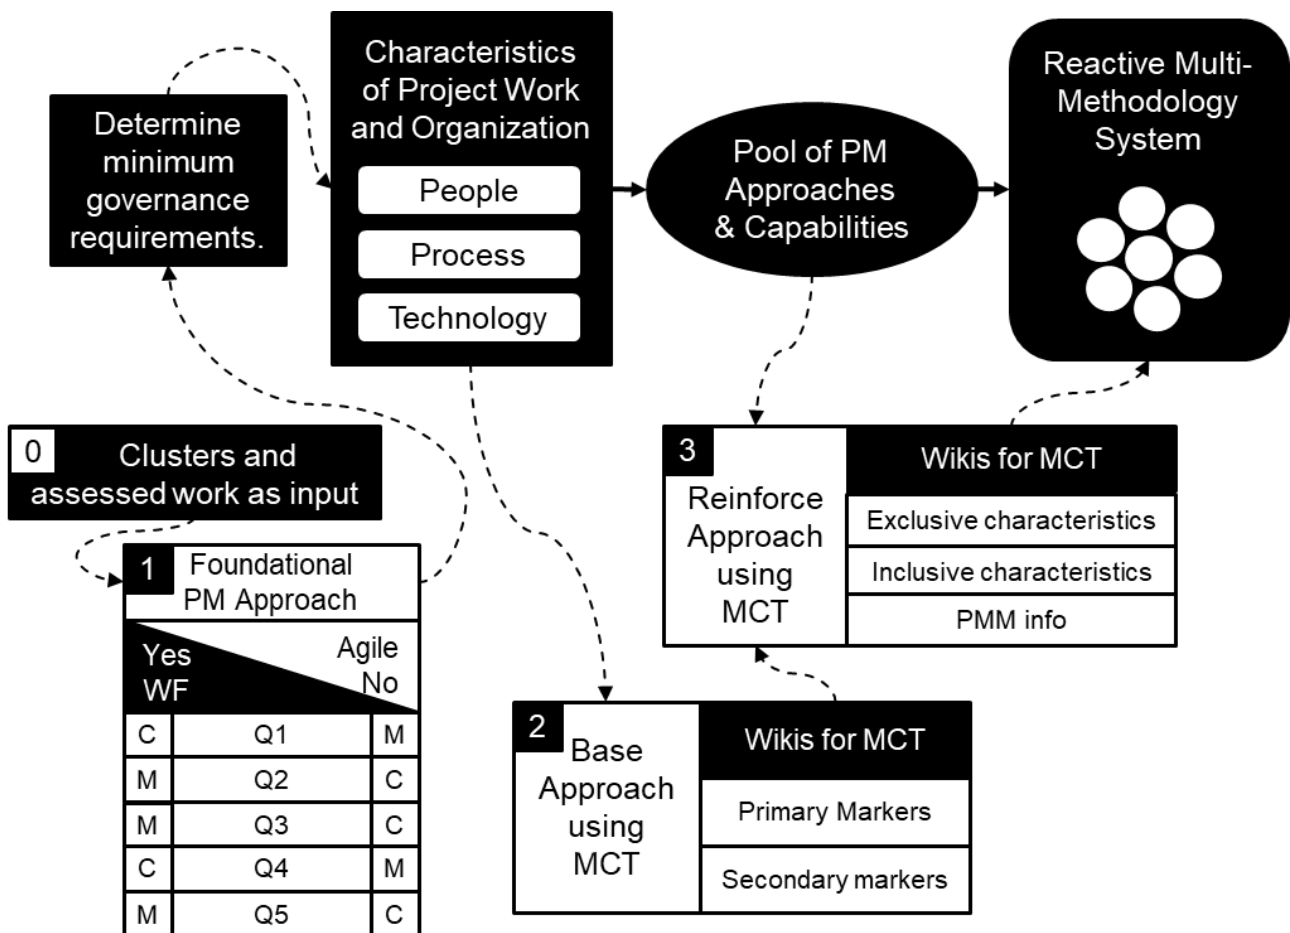 Determine
minimum
governance
requirements.
Characteristics
of Project Work
and Organization
People
Process
Technology
Pool of PM
Approaches
& Capabilities
Reactive Multi-
Methodology
System
0
Clusters and
assessed work as input
1
Foundational
PM Approach
Yes
WF
Agile
No
C Q1 M
M Q2 C
M Q3 C
C Q4 M
M Q5 C
2
Base
Approach
using
MCT
Wikis for MCT
Primary Markers
Secondary markers
3
Reinforce
Approach
using
MCT
Wikis for MCT
Exclusive characteristics
Inclusive characteristics
PMM info